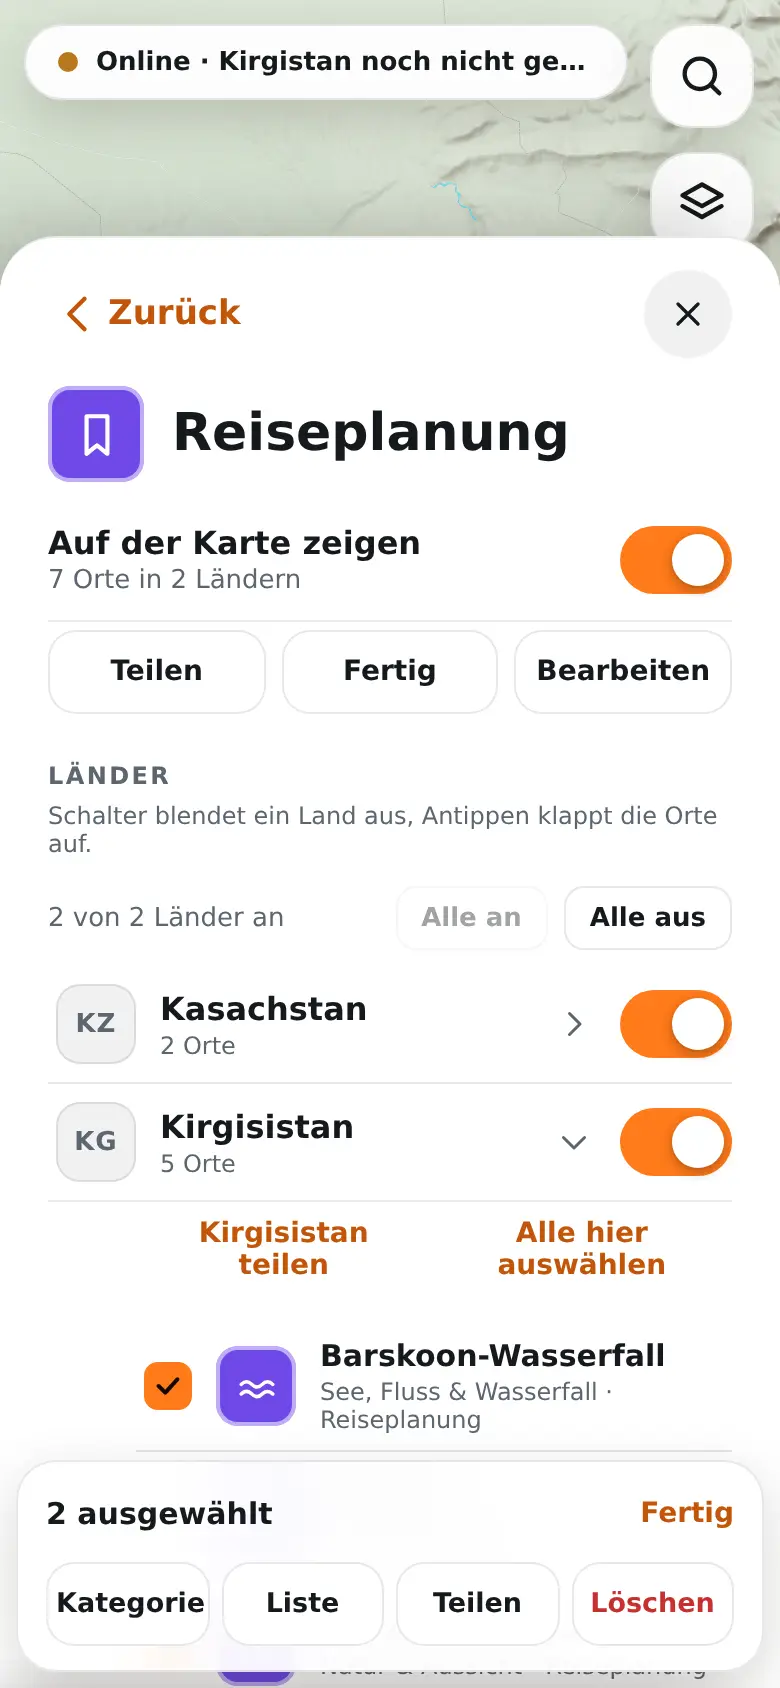 Online · Kirgistan noch nicht ge…
Zurück
Reiseplanung
Auf der Karte zeigen
7 Orte in 2 Ländern
Teilen
Fertig
Bearbeiten
LÄNDER
Schalter blendet ein Land aus, Antippen klappt die Orte
auf.
2 von 2 Länder an
Alle an
Alle aus
KZ
Kasachstan
2 Orte
KG
Kirgisistan
5 Orte
Kirgisistan
teilen
Alle hier
auswählen
Barskoon-Wasserfall
See, Fluss & Wasserfall ·
Reiseplanung
2 ausgewählt
Fertig
Kategorie
Liste
Teilen
Löschen
Natur & Aussicht · Reiseplanung